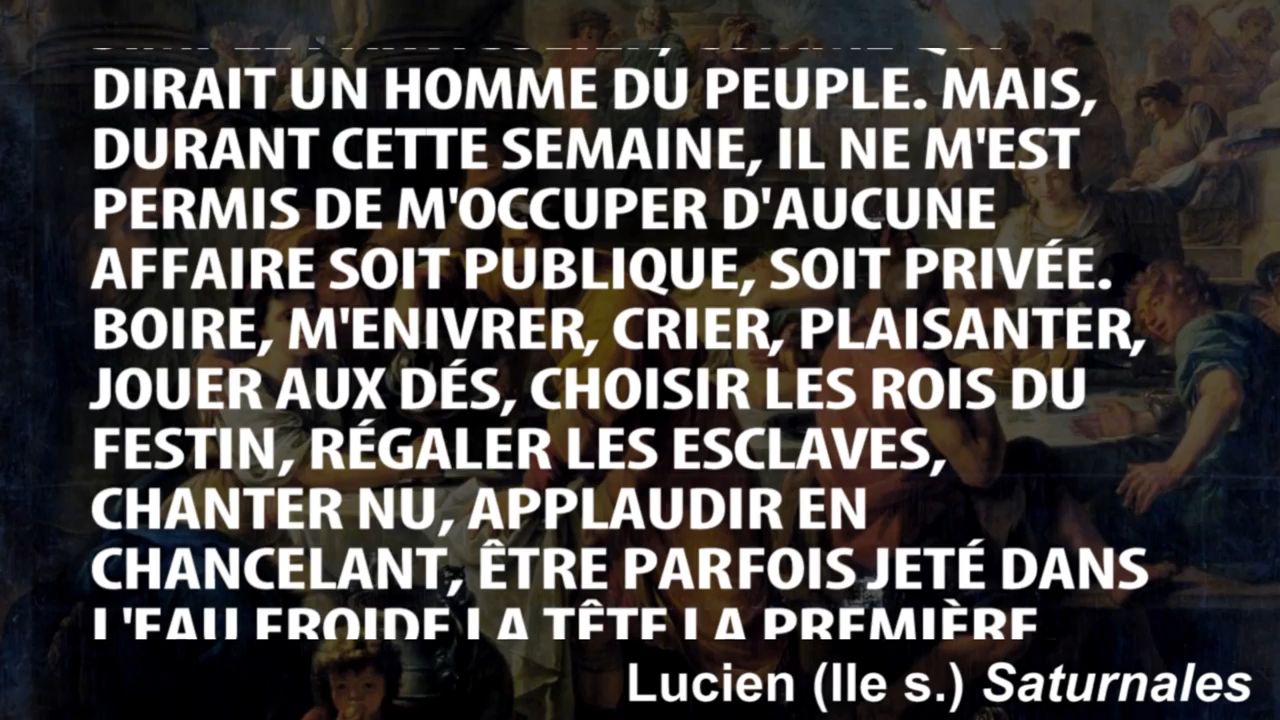 DIRAIT UN HOMME DU PEUPLE. MAIS,
DURANT CETTE SEMAINE, IL NE M'EST
PERMIS DE M'OCCUPER D'AUCUNE
AFFAIRE SOIT PUBLIQUE, SOIT PRIVÉE.
BOIRE, M'ENIVRER, CRIER, PLAISANTER,
JOUER AUX DÉS, CHOISIR LES ROIS DU
FESTIN, RÉGALER LES ESCLAVES,
CHANTER NU, APPLAUDIR EN
CHANCELANT, ÊTRE PARFOIS JETÉ DANS
L'EAU FROIDE LA TÊTE LA PREMIÈRE
Lucien (IIe s.) Saturnales